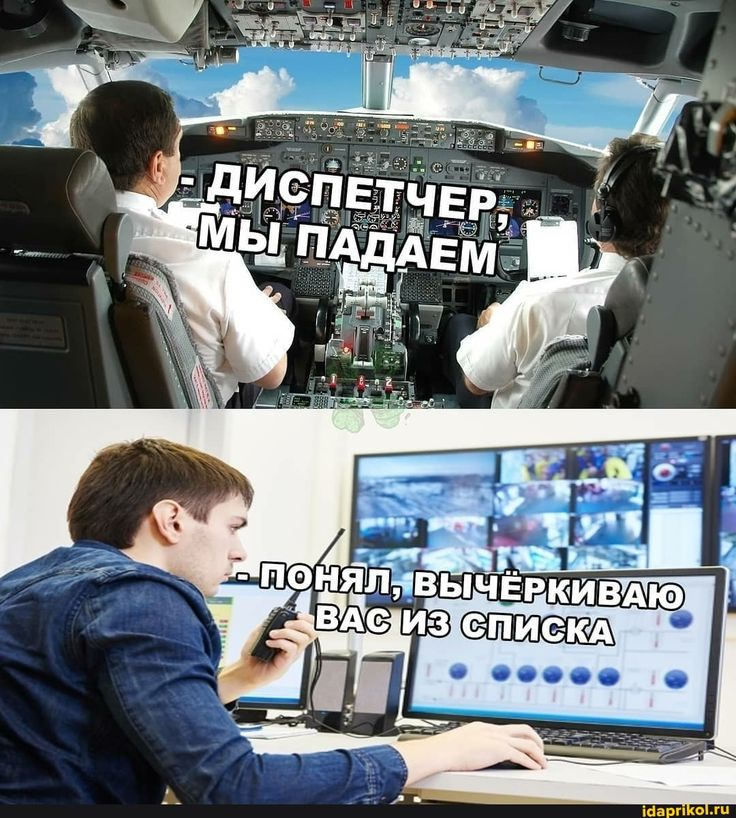 - ДИСПЕТЧЕР,
МЫ ПАДАЕМ
- ПОНЯЛ, ВЫЧЁРКИВАЮ
ВАС ИЗ СПИСКА
idaprikol.ru